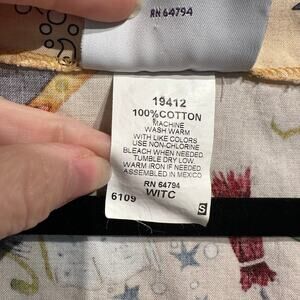 RN 64794
19412
100%COTTON
MACHINE
WASH WARM
WITH LIKE COLORS
USE NON-CHLORINE
BLEACH WHEN NEEDED
TUMBLE DRY LOW.
WARM IRON IF NEEDED
ASSEMBLED IN MEXICO
RN 64794
WITC
6109
S